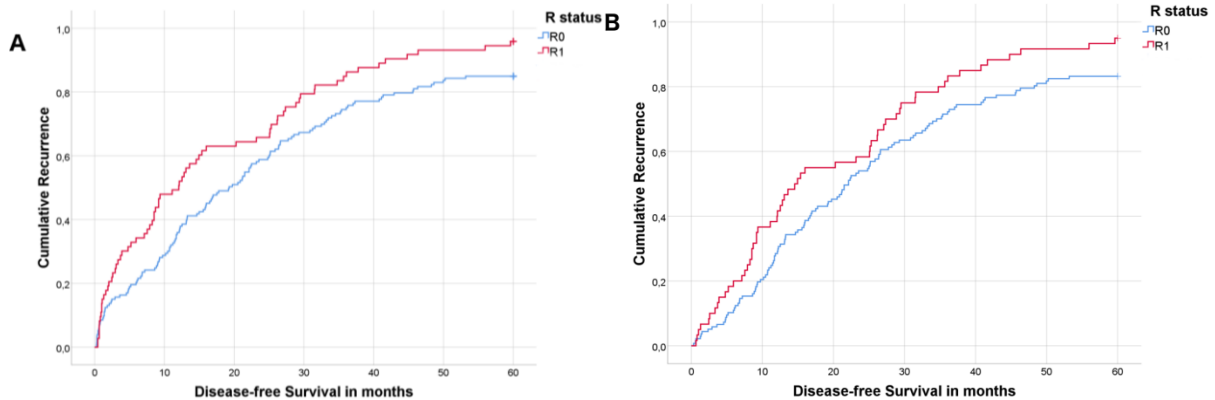 A
R status
R0
R1
1,0
0,8
0,6
0,4
0,2
0,0
Cumulative Recurrence
0 10 20 30 40 50 60
Disease-free Survival in months
B
R status
R0
R1
1,0
0,8
0,6
0,4
0,2
0,0
Cumulative Recurrence
0 10 20 30 40 50 60
Disease-free Survival in months